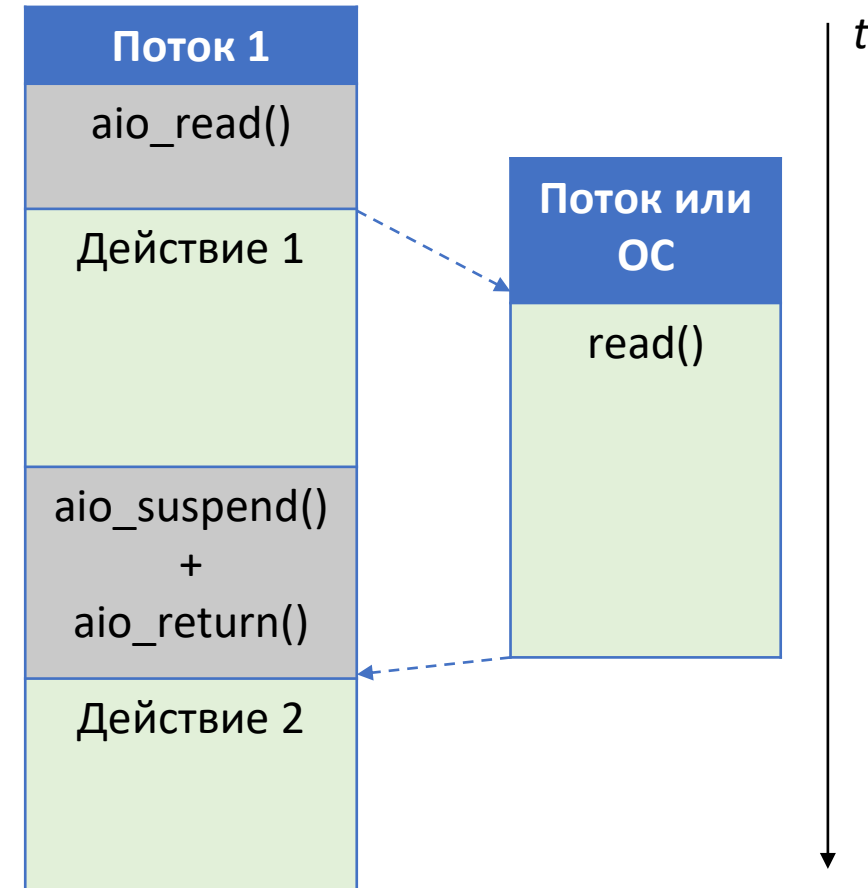 Поток 1
t
aio_read()
Поток или
ОС
Действие 1
read()
aio_suspend()
+
aio_return()
Действие 2